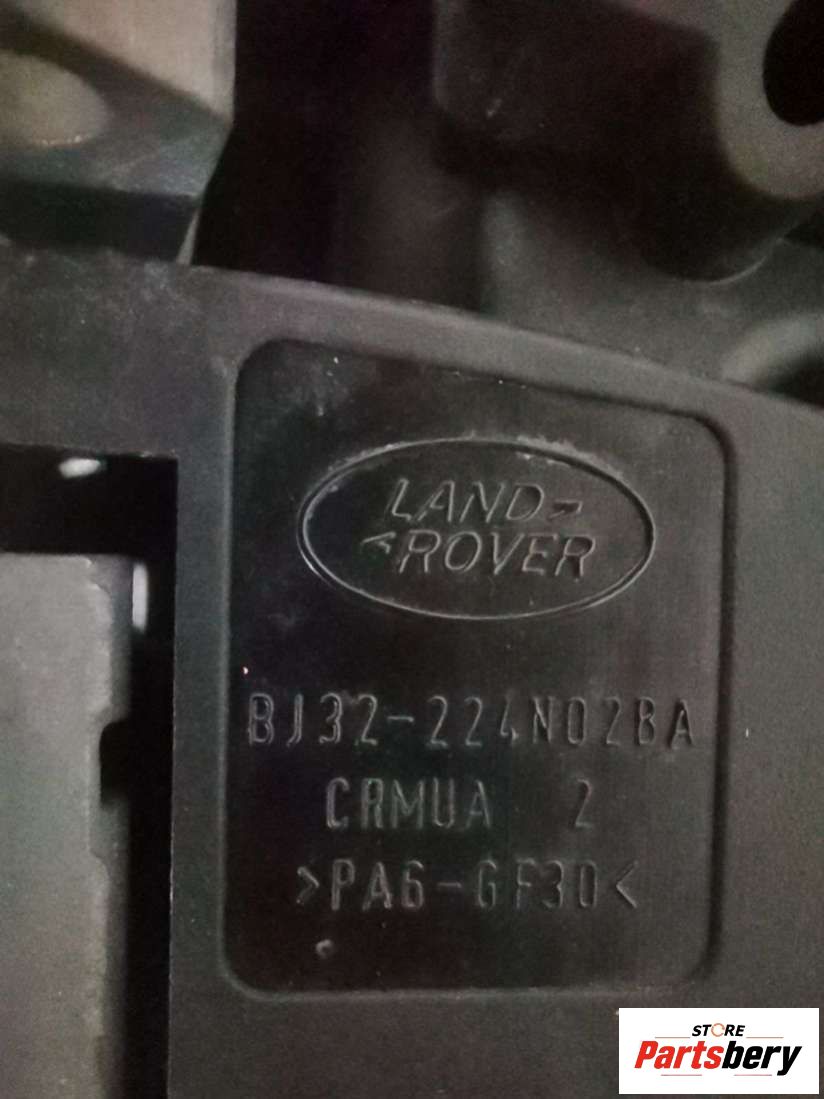 LAND
ROVER
BJ32-224N02BA
CRMUA 2
>PA6-GF30<
STORE
Partsbery